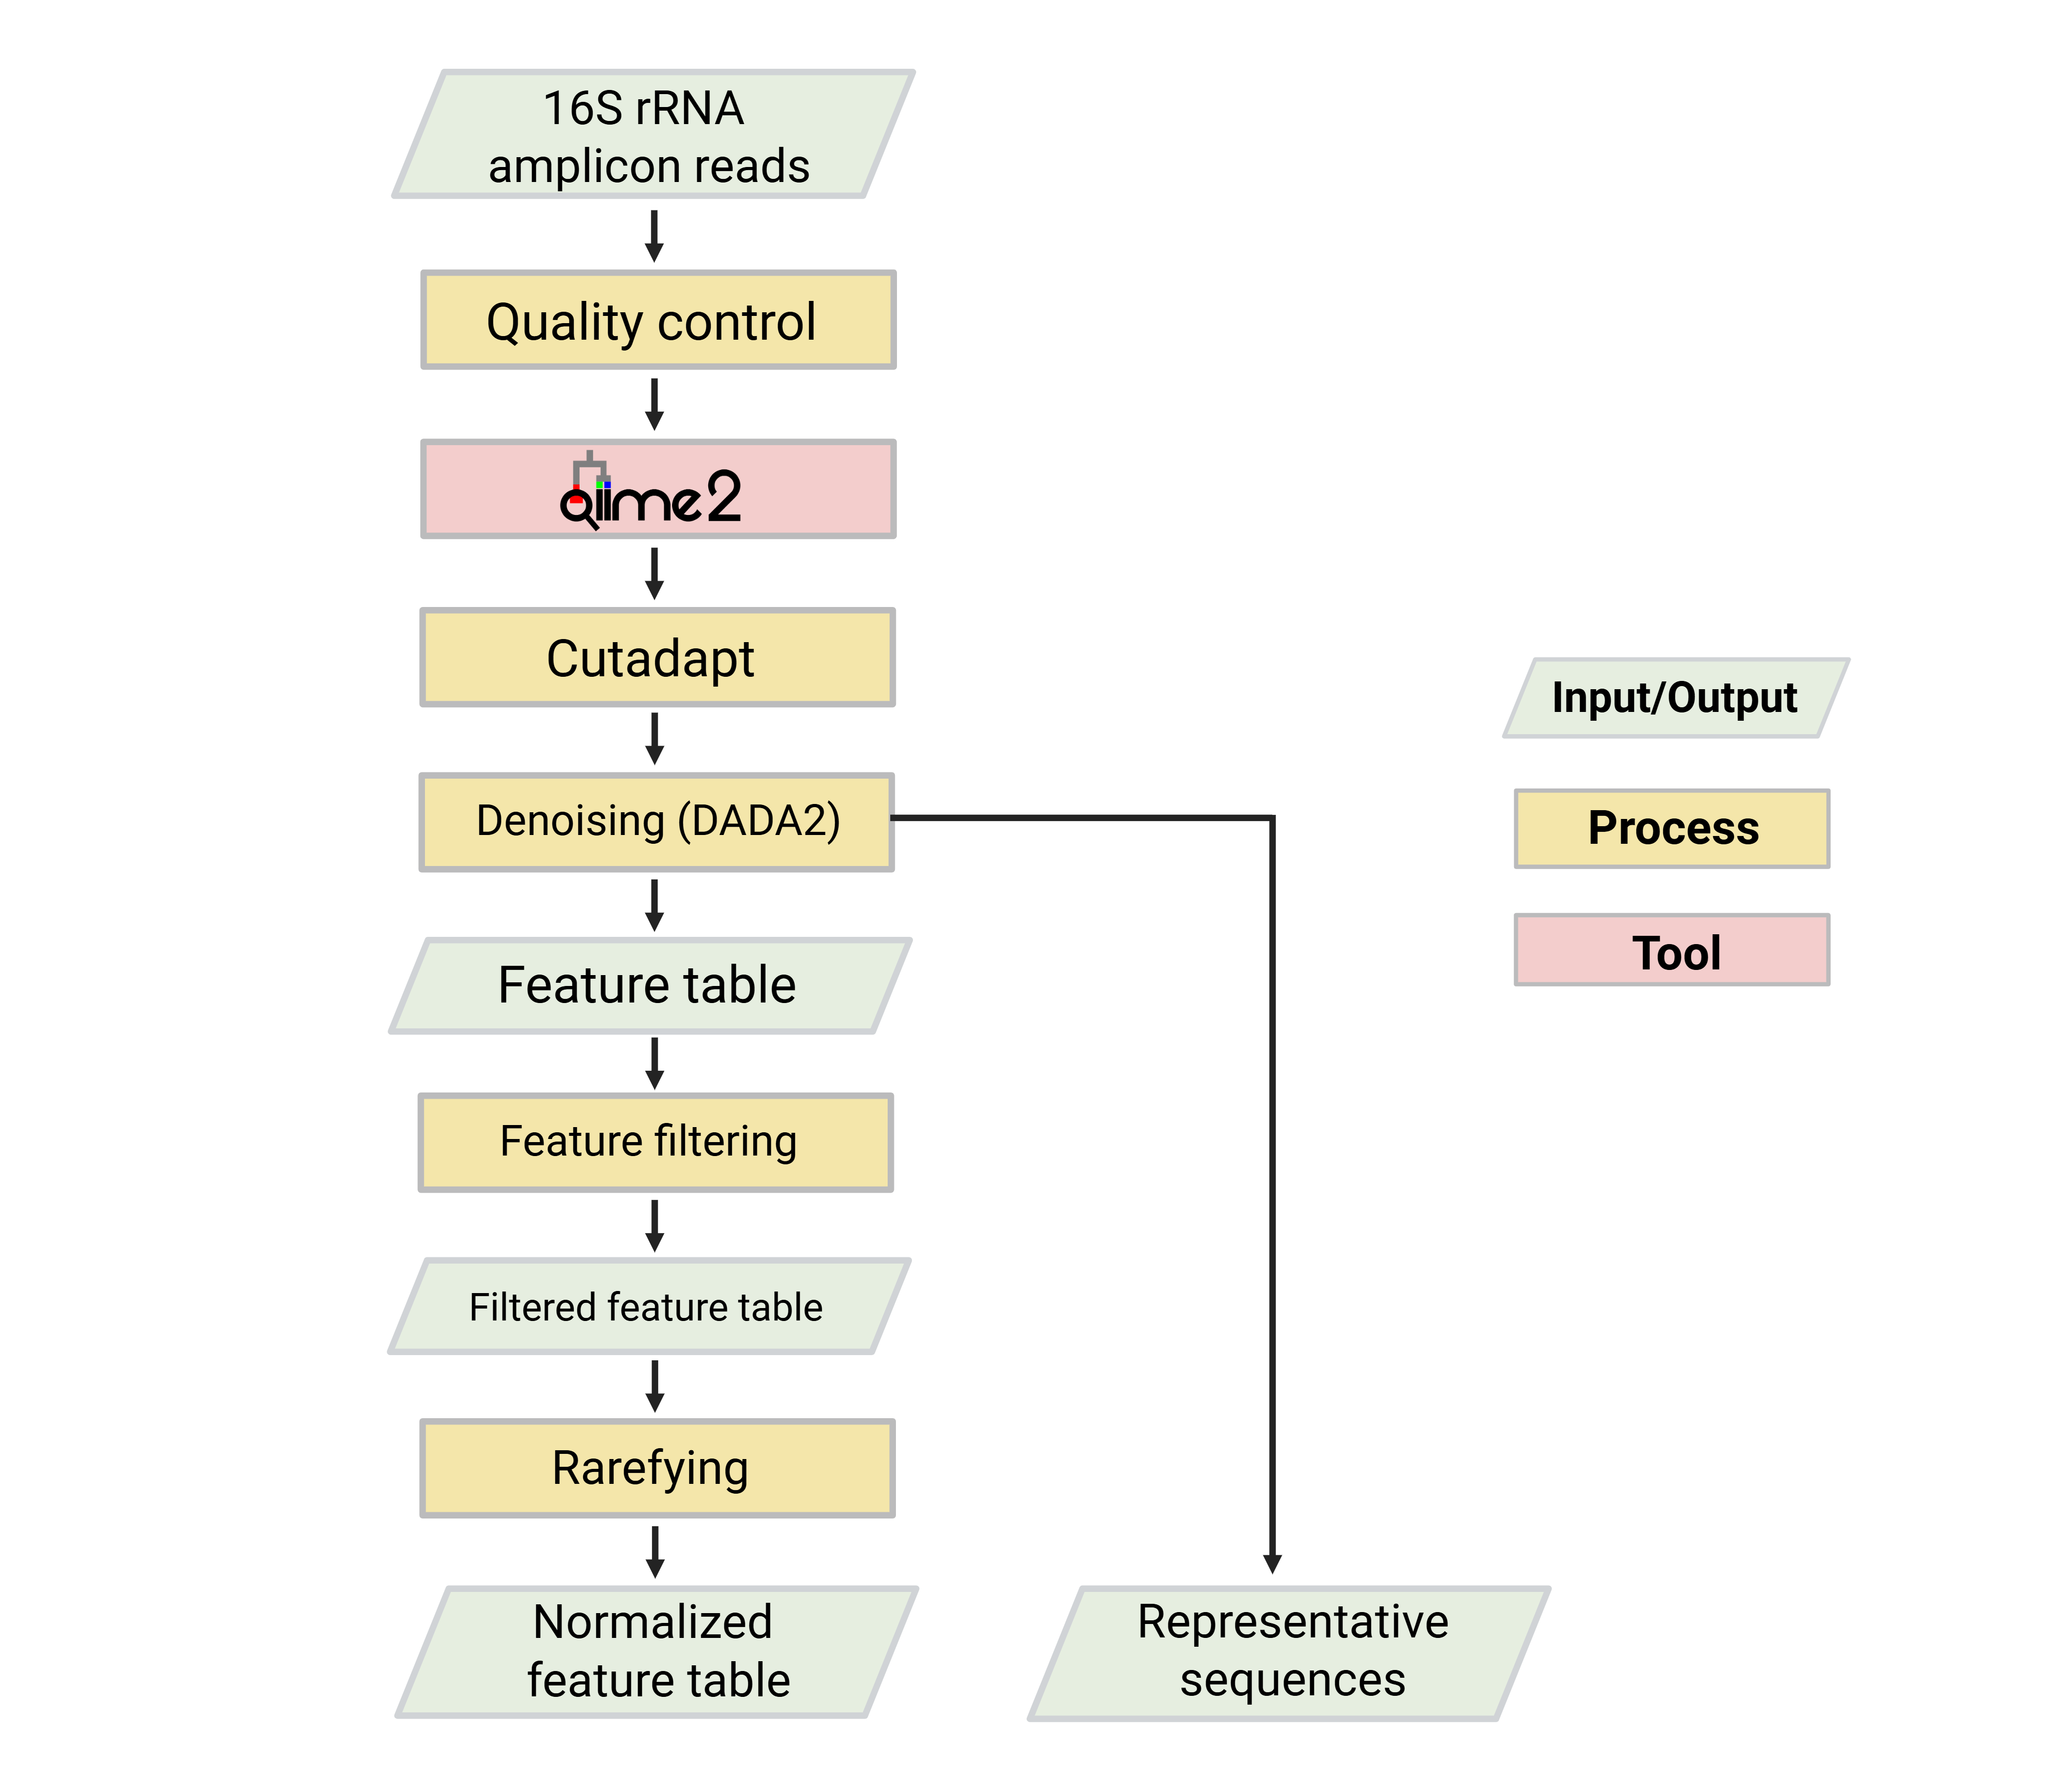 16S rRNA
amplicon reads
Quality control
qiime2
Cutadapt
Denoising (DADA2)
Feature table
Feature filtering
Filtered feature table
Rarefying
Normalized
feature table
Representative
sequences
Input/Output
Process
Tool